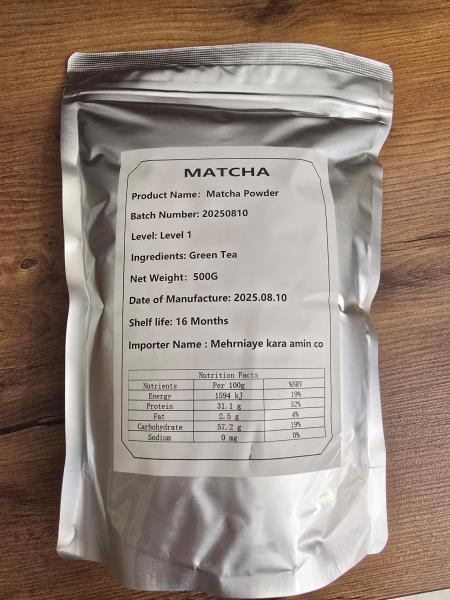 MATCHA
Product Name: Matcha Powder
Batch Number: 20250810
Level: Level 1
Ingredients: Green Tea
Net Weight: 500G
Date of Manufacture: 2025.08.10
Shelf life: 16 Months
Importer Name : Mehrniaye kara amin co
Nutrition Facts
Nutrients Per 100g %NRV
Energy 1594 kJ 19%
Protein 31.1 g 52%
Fat 2.5 g 4%
Carbohydrate 57.2 g 19%
Sodium 0 mg 0%